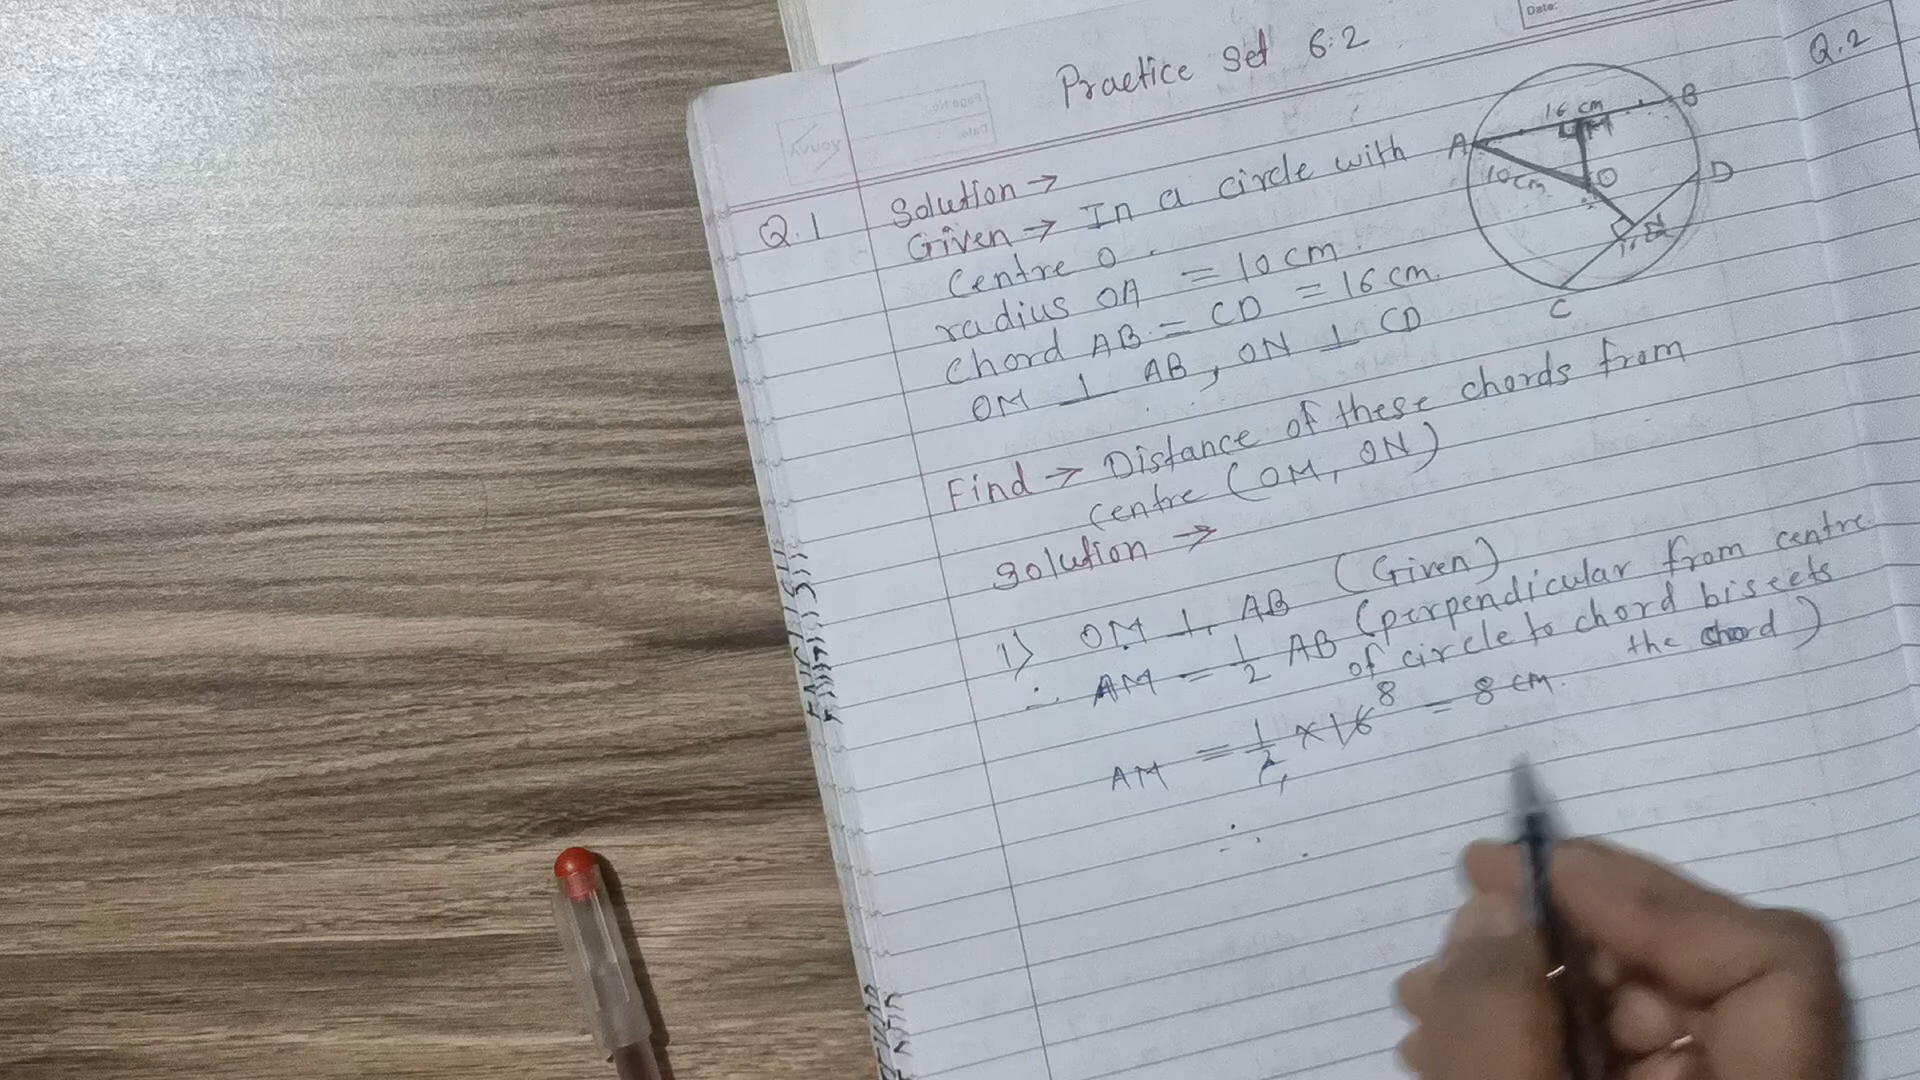 Date:
Practice Set 6.2
Q.2
Q.1 Solution →
Given → In a circle with
centre O.
radius OA = 10 cm.
chord AB = CD = 16 cm.
OM ⊥ AB, ON ⊥ CD
Find → Distance of these chords from
centre (OM, ON)
Solution →
1) OM ⊥ AB (Given)
∴ AM = 1/2 AB (perpendicular from centre
of circle to chord bisects
the chord)
AM = 1/2 × 16 8 = 8 cm.
∴
A
16 cm
B
M
10cm
O
D
N
C